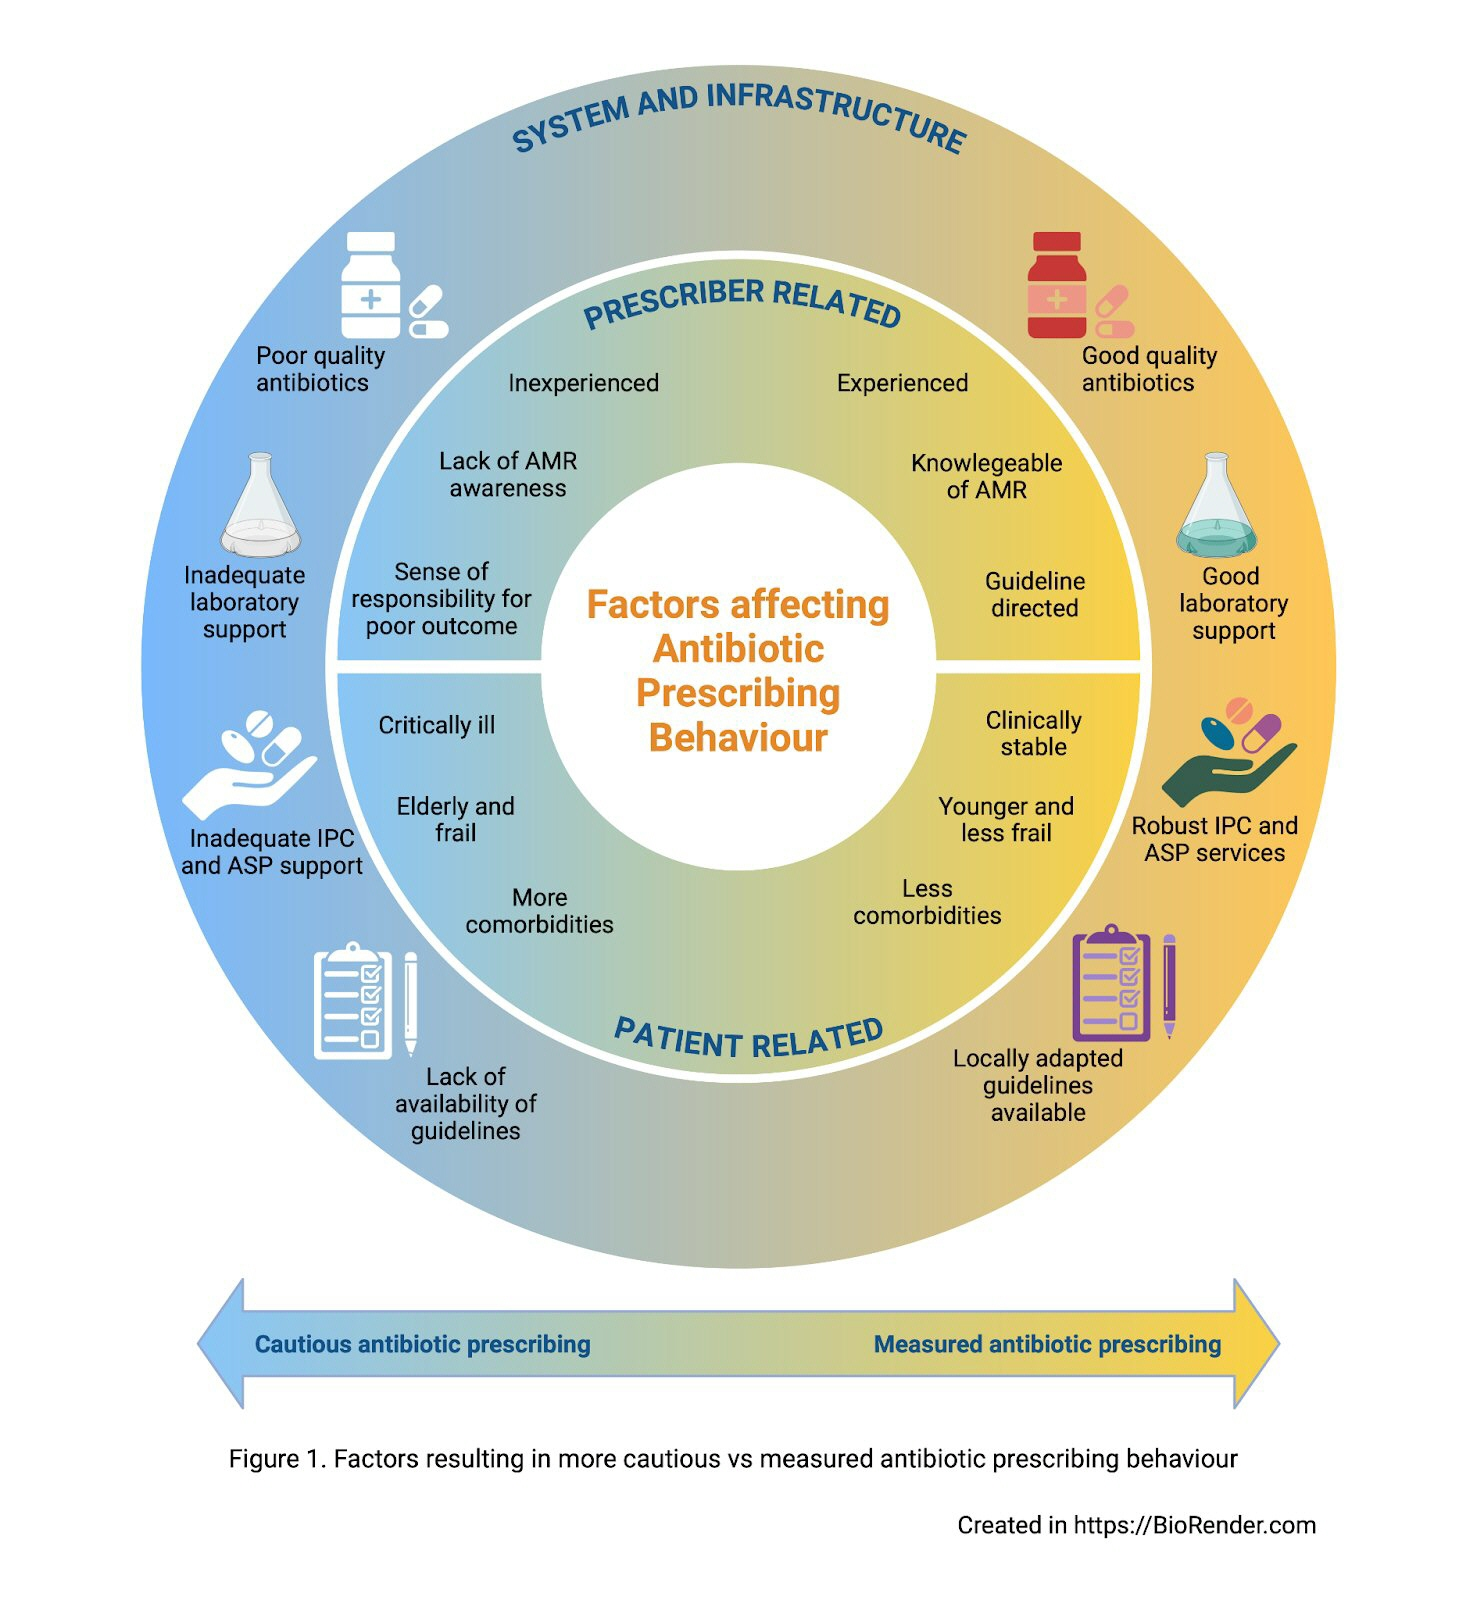 SYSTEM AND INFRASTRUCTURE
PRESCRIBER RELATED
Poor quality
antibiotics
Good quality
antibiotics
Inexperienced
Experienced
Lack of AMR
awareness
Knowlegeable
of AMR
Inadequate
laboratory
support
Sense of
responsibility for
poor outcome
Guideline
directed
Good
laboratory
support
Factors affecting
Antibiotic
Prescribing
Behaviour
Critically ill
Clinically
stable
Elderly and
frail
Younger and
less frail
Inadequate IPC
and ASP support
Robust IPC and
ASP services
More
comorbidities
Less
comorbidities
PATIENT RELATED
Lack of
availability of
guidelines
Locally adapted
guidelines
available
Cautious antibiotic prescribing
Measured antibiotic prescribing
Figure 1. Factors resulting in more cautious vs measured antibiotic prescribing behaviour
Created in https://BioRender.com